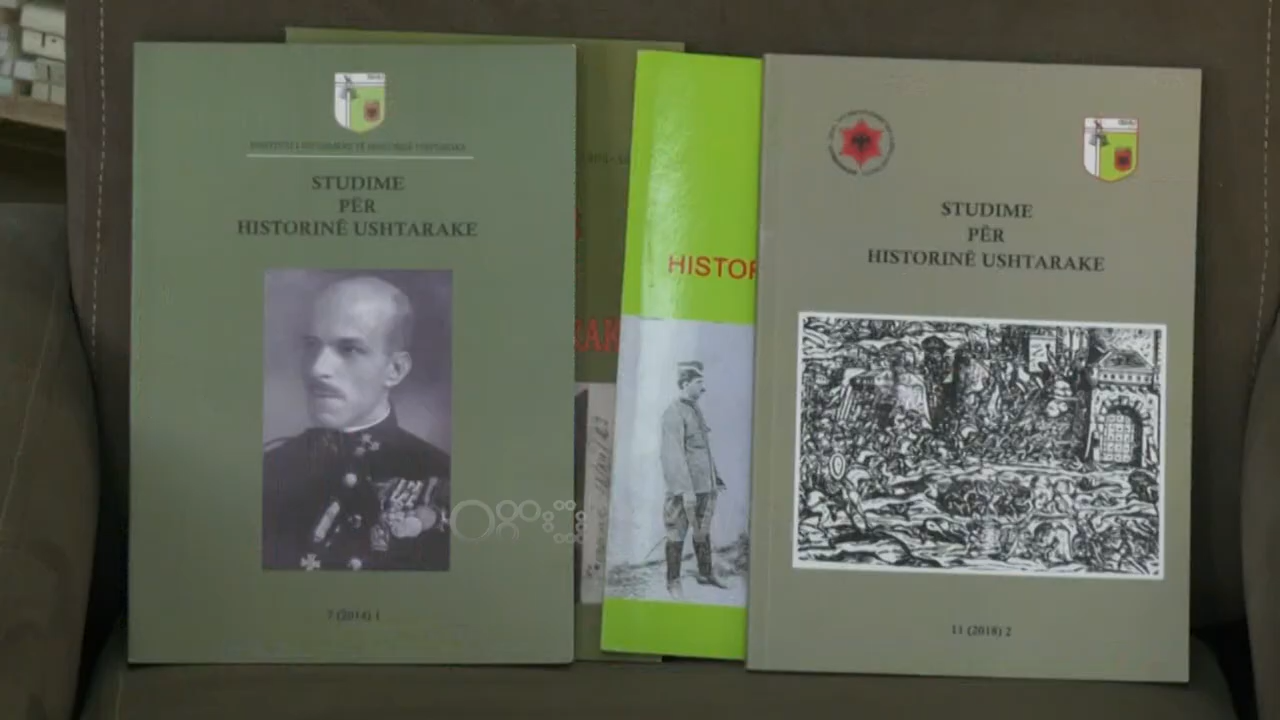 STUDIME
PËR
HISTORINË USHTARAKE
7 (2014) 1
HISTOR
STUDIME
PËR
HISTORINË USHTARAKE
11 (2018) 2